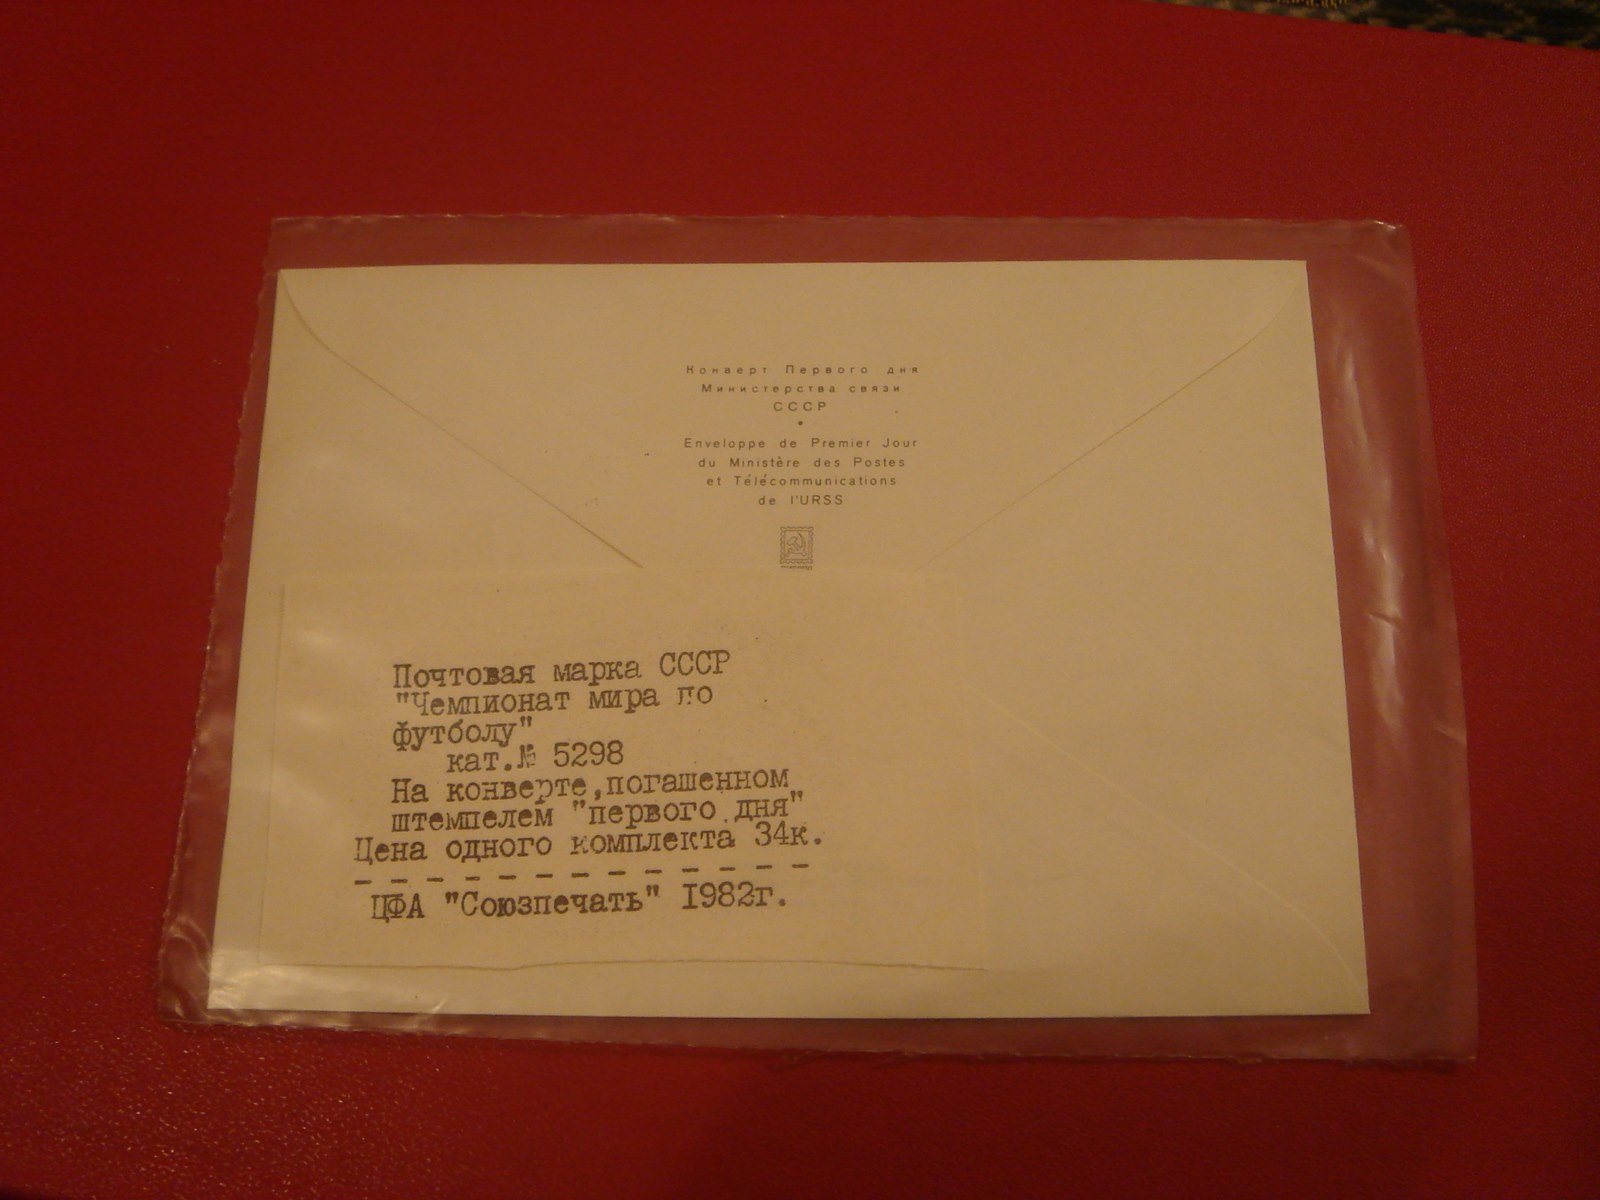 Конверт Первого дня
Министерства связи
СССР
•
Enveloppe de Premier Jour
du Ministère des Postes
et Télécommunications
de l'URSS
Почтовая марка СССР
"Чемпионат мира по
футболу"
кат.№ 5298
На конверте,погашенном
штемпелем "первого дня"
Цена одного комплекта 34к.
- - - - - - - - - - - - -
ЦФА "Союзпечать" 1982г.